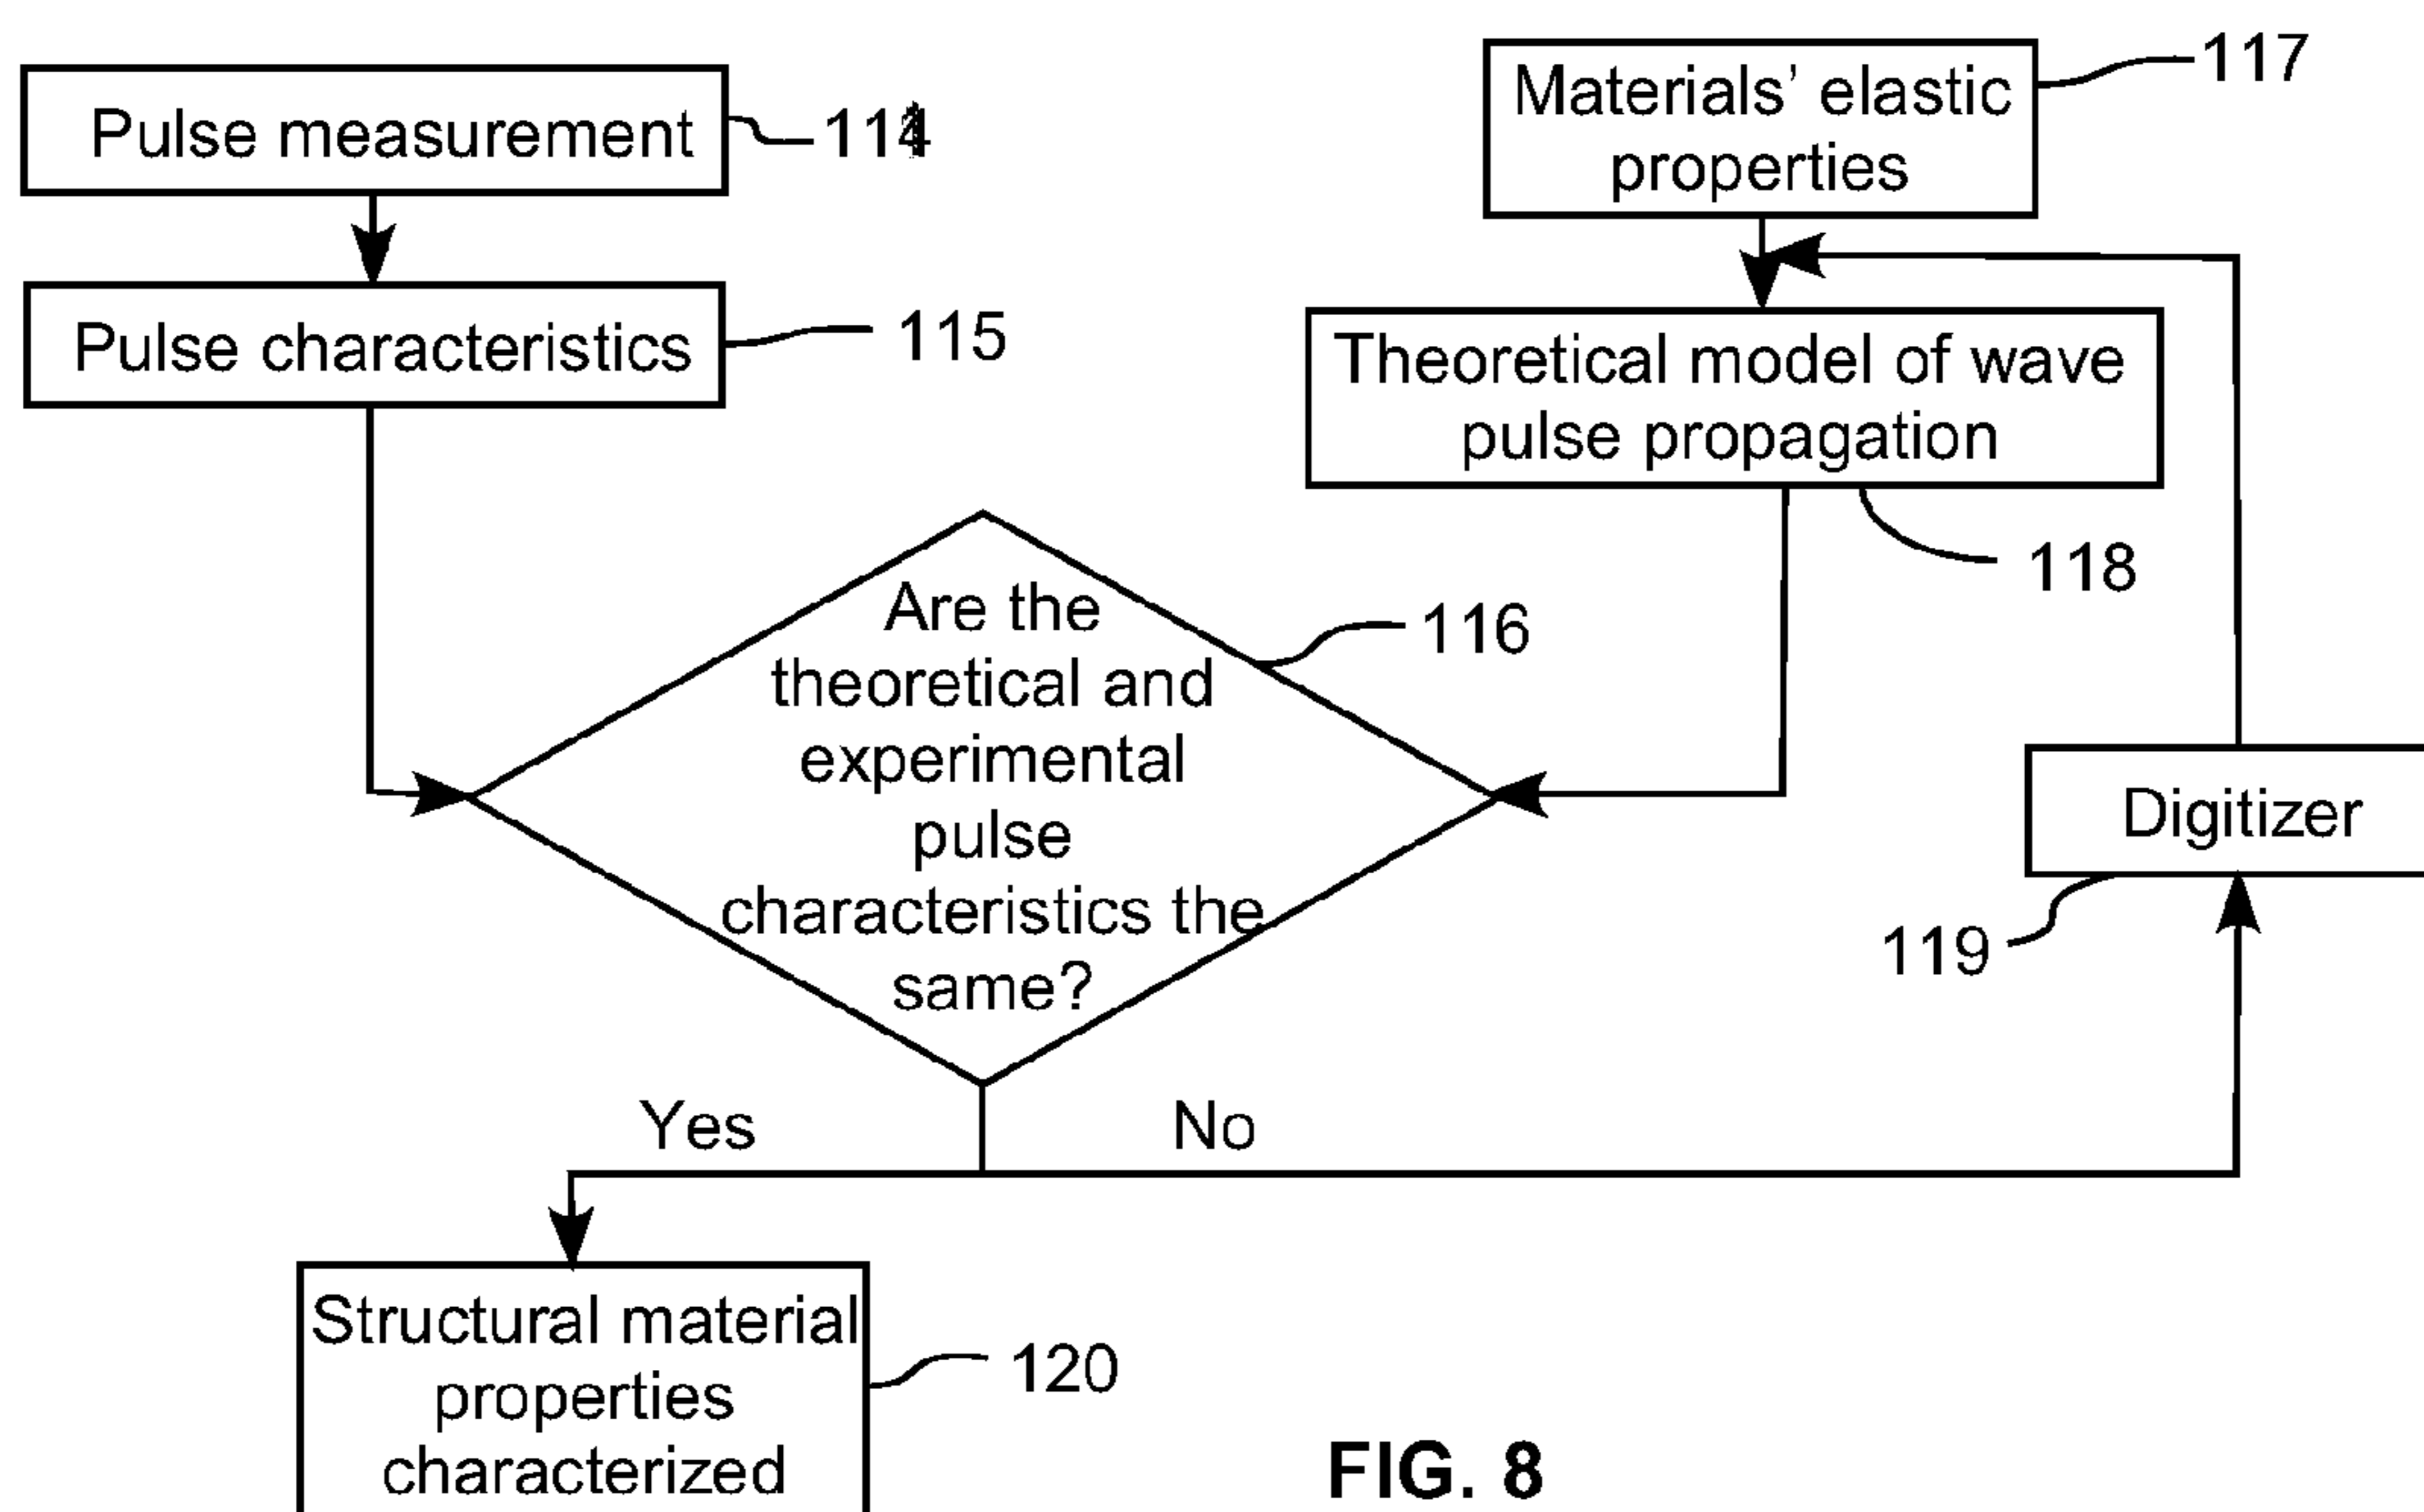 Pulse measurement
Pulse characteristics
115
Materials' elastic
properties
117
Theoretical model of wave
pulse propagation
118
Are the
theoretical and
experimental
pulse
characteristics the
same?
116
Digitizer
119
Yes
No
Structural material
properties
characterized
120
FIG. 8